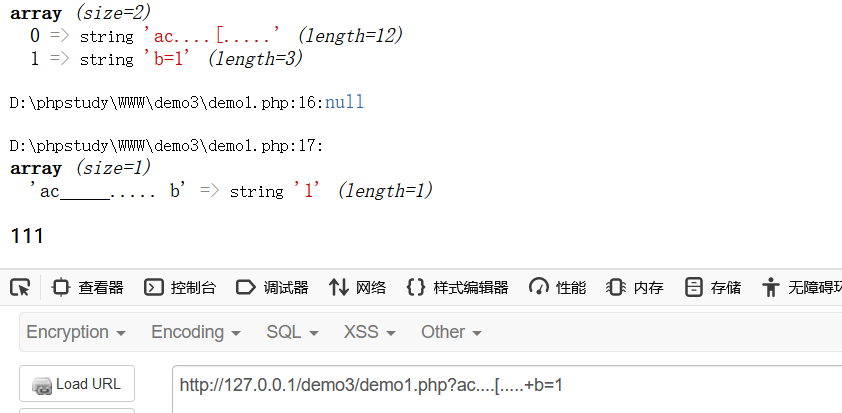 array (size=2)
0 => string 'ac....[.....' (length=12)
1 => string 'b=1' (length=3)
D:\phpstudy\WWW\demo3\demo1.php:16:null
D:\phpstudy\WWW\demo3\demo1.php:17:
array (size=1)
'ac_____..... b' => string '1' (length=1)
111
查看器 控制台 调试器 网络 样式编辑器 性能 内存 存储 无障碍环
Encryption Encoding SQL XSS Other
Load URL http://127.0.0.1/demo3/demo1.php?ac....[.....+b=1